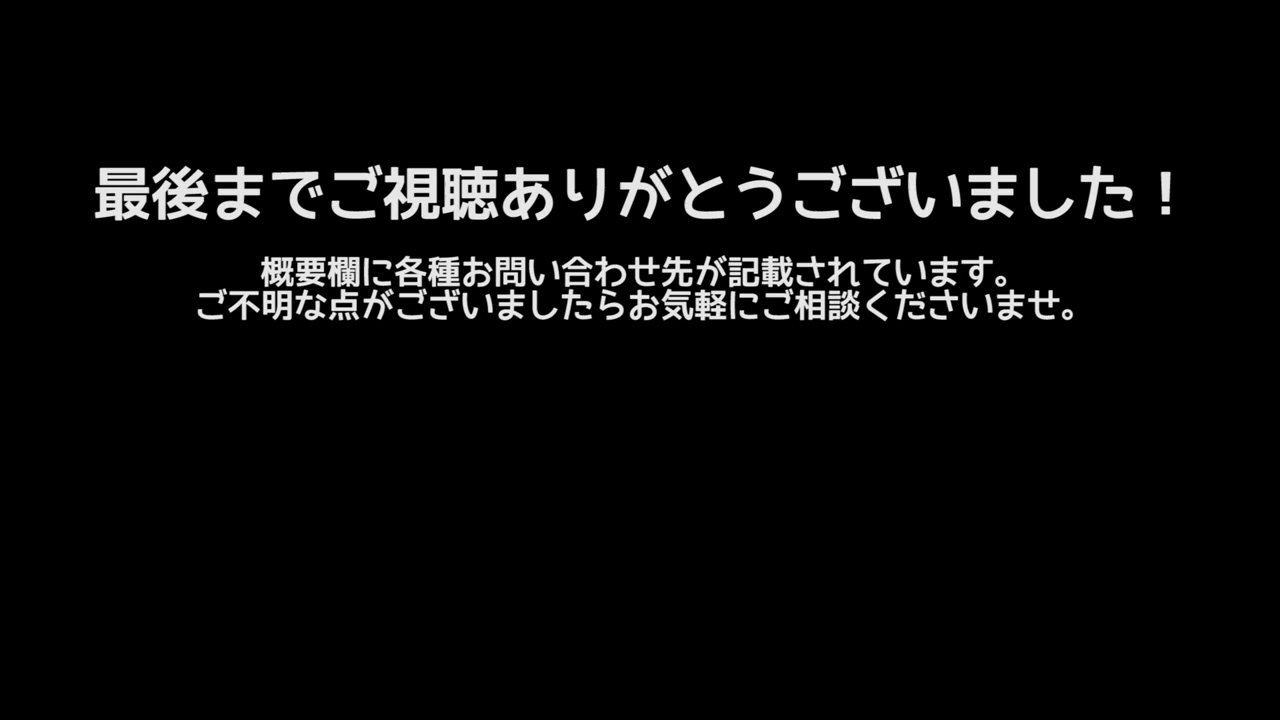 最後までご視聴ありがとうございました！
概要欄に各種お問い合わせ先が記載されています。
ご不明な点がございましたらお気軽にご相談くださいませ。